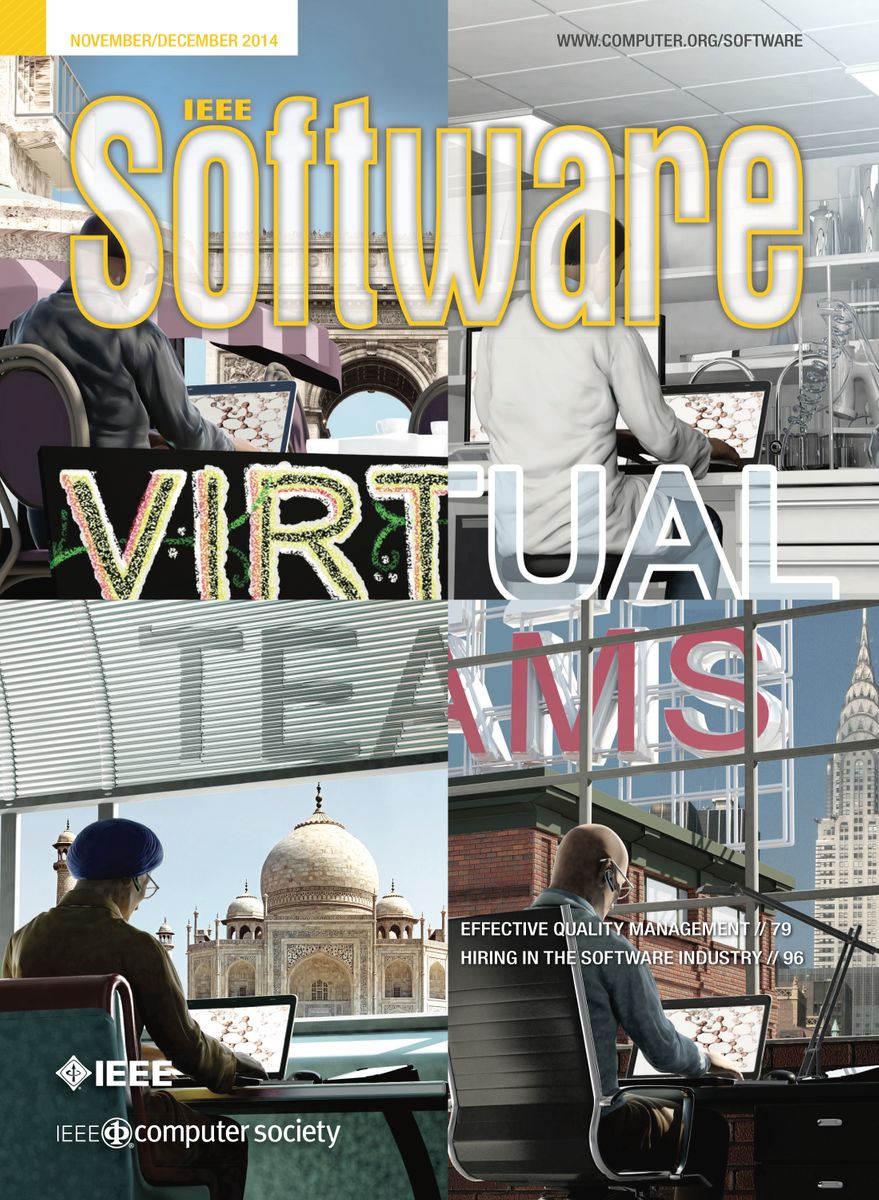 NOVEMBER/DECEMBER 2014
WWW.COMPUTER.ORG/SOFTWARE
IEEE
Software
VIRTUAL
TEAMS
EFFECTIVE QUALITY MANAGEMENT // 79
HIRING IN THE SOFTWARE INDUSTRY // 96
IEEE
IEEE computer society